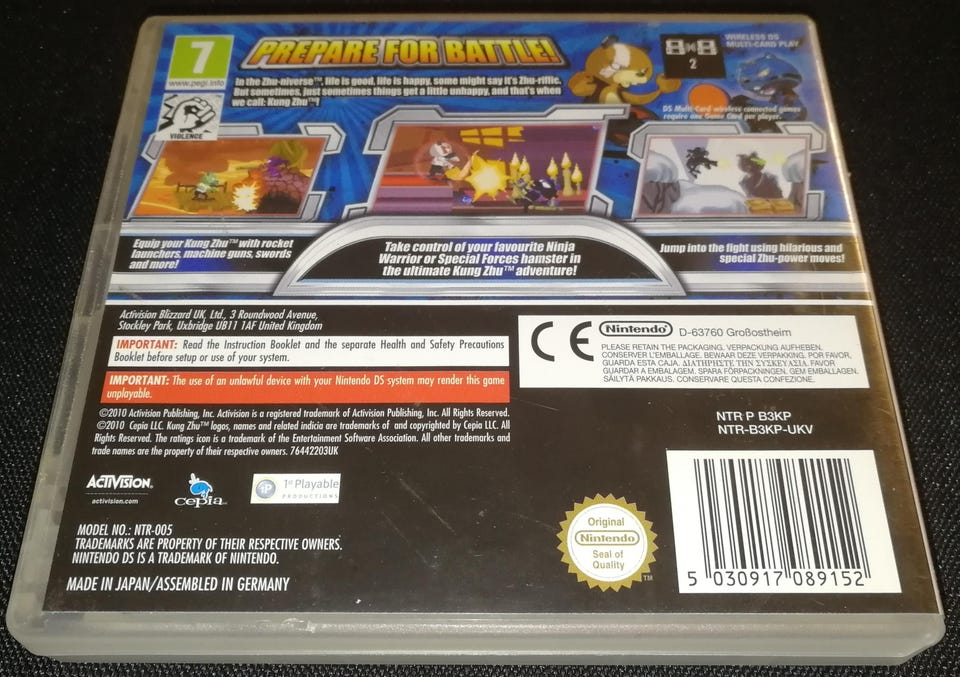 7
www.pegi.info
VIOLENCE
PREPARE FOR BATTLE!
In the Zhu-niverse™, life is good, life is happy, some might say it's Zhu-riffic.
But sometimes, just sometimes things get a little unhappy, and that's when
we call: Kung Zhu™!
2
WIRELESS DS
MULTI-CARD PLAY
DS Multi-Card wireless connected games
require one Game Card per player.
Equip your Kung Zhu™ with rocket
launchers, machine guns, swords
and more!
Take control of your favourite Ninja
Warrior or Special Forces hamster in
the ultimate Kung Zhu™ adventure!
Jump into the fight using hilarious and
special Zhu-power moves!
Activision Blizzard UK, Ltd., 3 Roundwood Avenue,
Stockley Park, Uxbridge UB11 1AF United Kingdom
IMPORTANT: Read the Instruction Booklet and the separate Health and Safety Precautions
Booklet before setup or use of your system.
IMPORTANT: The use of an unlawful device with your Nintendo DS system may render this game
unplayable.
©2010 Activision Publishing, Inc. Activision is a registered trademark of Activision Publishing, Inc. All Rights Reserved.
©2010 Cepia LLC. Kung Zhu™ logos, names and related indicia are trademarks of and copyrighted by Cepia LLC. All
Rights Reserved. The ratings icon is a trademark of the Entertainment Software Association. All other trademarks and
trade names are the property of their respective owners. 76442203UK
CE
Nintendo® D-63760 Großostheim
PLEASE RETAIN THE PACKAGING. VERPACKUNG AUFHEBEN.
CONSERVER L'EMBALLAGE. BEWAAR DEZE VERPAKKING. POR FAVOR,
GUARDA ESTA CAJA. ΔΙΑΤΗΡΗΣΤΕ ΤΗΝ ΣΥΣΚΕΥΑΣΙΑ. FAVOR
GUARDAR A EMBALAGEM. SPARA FÖRPACKNINGEN. GEM EMBALLAGEN.
SÄILYTÄ PAKKAUS. CONSERVARE QUESTA CONFEZIONE.
NTR P B3KP
NTR-B3KP-UKV
ACTIVISION.
activision.com
cepia LLC
1P
1st Playable
PRODUCTIONS
MODEL NO.: NTR-005
TRADEMARKS ARE PROPERTY OF THEIR RESPECTIVE OWNERS.
NINTENDO DS IS A TRADEMARK OF NINTENDO.
MADE IN JAPAN/ASSEMBLED IN GERMANY
Original
Nintendo®
Seal of
Quality
TM
5 030917 089152